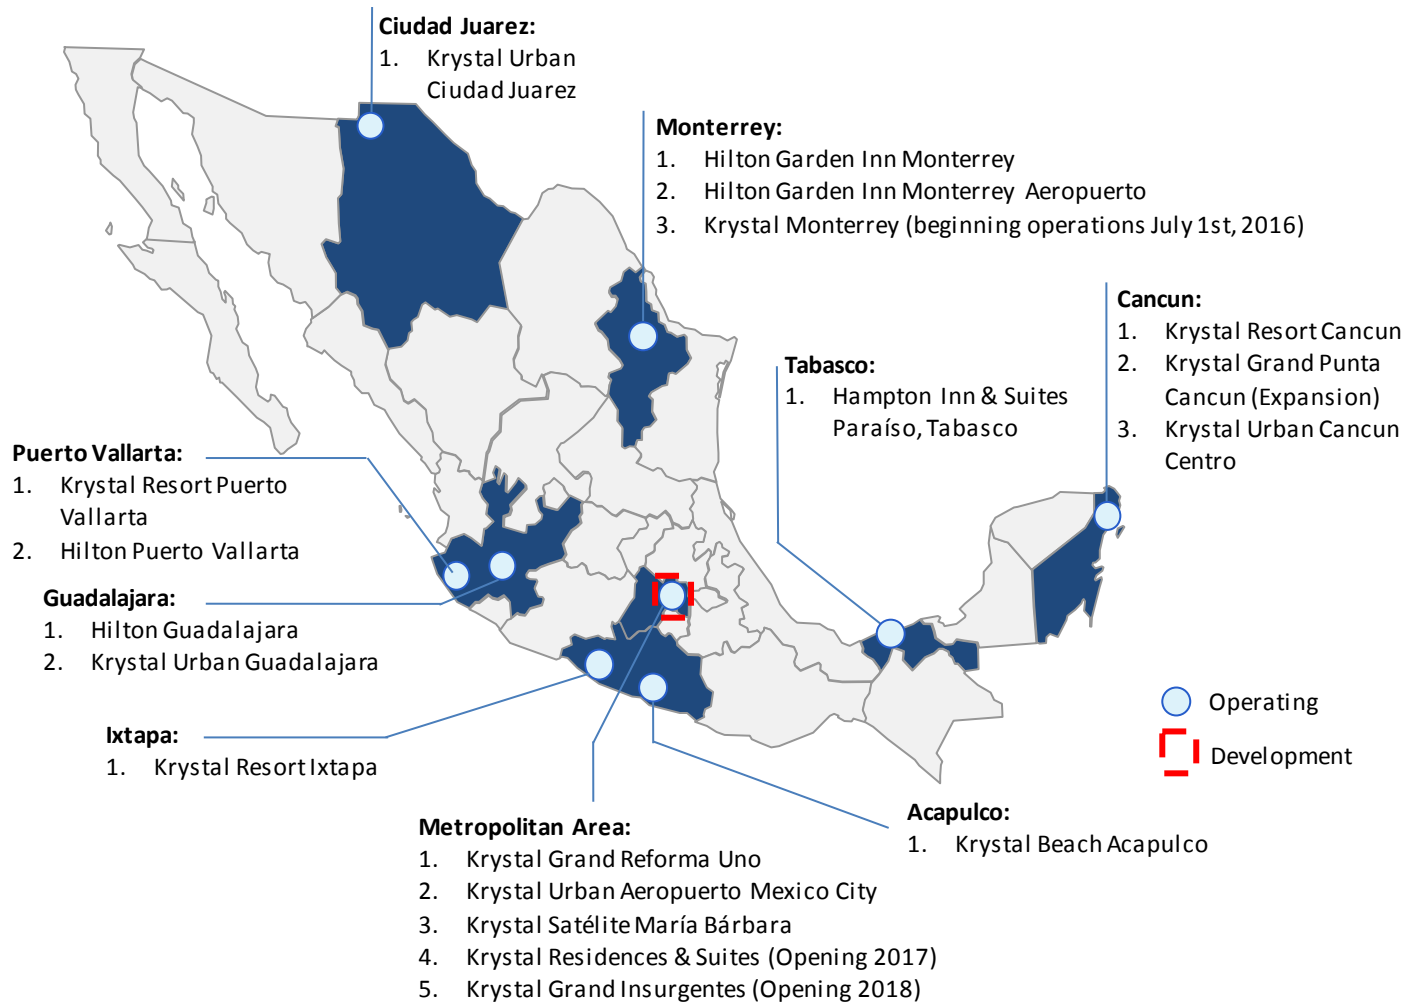 Ciudad Juarez:
1. Krystal Urban
Ciudad Juarez
Monterrey:
1. Hilton Garden Inn Monterrey
2. Hilton Garden Inn Monterrey Aeropuerto
3. Krystal Monterrey (beginning operations July 1st, 2016)
Cancun:
1. Krystal Resort Cancun
2. Krystal Grand Punta
Cancun (Expansion)
3. Krystal Urban Cancun
Centro
Tabasco:
1. Hampton Inn & Suites
Paraíso, Tabasco
Puerto Vallarta:
1. Krystal Resort Puerto
Vallarta
2. Hilton Puerto Vallarta
Guadalajara:
1. Hilton Guadalajara
2. Krystal Urban Guadalajara
Ixtapa:
1. Krystal Resort Ixtapa
Operating
Development
Acapulco:
1. Krystal Beach Acapulco
Metropolitan Area:
1. Krystal Grand Reforma Uno
2. Krystal Urban Aeropuerto Mexico City
3. Krystal Satélite María Bárbara
4. Krystal Residences & Suites (Opening 2017)
5. Krystal Grand Insurgentes (Opening 2018)